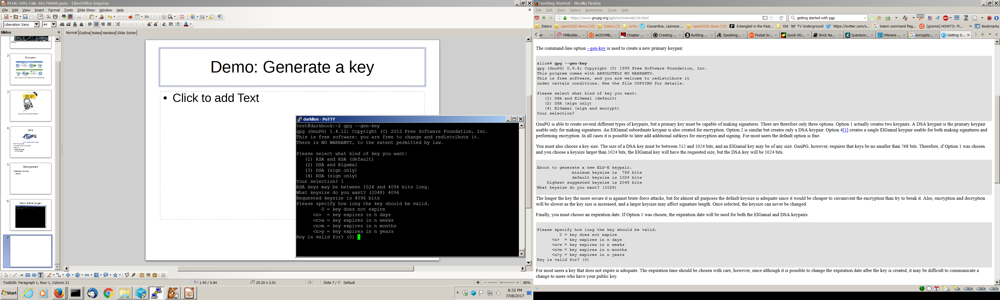 PLUG-GPG.Talk-20170808.pptx - LibreOffice Impress
File Edit View Insert Format Tools Slide Show Window Help
Liberation Sans 44
Slides
Normal Outline Notes Handout Slide Sorter
2
Encryption
3
PGP
4
GPG
GnuPG
5
Getting started
Generate a new key
6
Demo: Before keygen
7
Demo: Generate a key
• Click to add Text
darklion - PuTTY
test@darkbook:~$ gpg --gen-key
gpg (GnuPG) 1.4.12; Copyright (C) 2012 Free Software Foundation, Inc.
This is free software: you are free to change and redistribute it.
There is NO WARRANTY, to the extent permitted by law.
Please select what kind of key you want:
(1) RSA and RSA (default)
(2) DSA and Elgamal
(3) DSA (sign only)
(4) RSA (sign only)
Your selection? 1
RSA keys may be between 1024 and 4096 bits long.
What keysize do you want? (2048) 4096
Requested keysize is 4096 bits
Please specify how long the key should be valid.
0 = key does not expire
<n> = key expires in n days
<n>w = key expires in n weeks
<n>m = key expires in n months
<n>y = key expires in n years
Key is valid for? (0)
TextEdit: Paragraph 1, Row 1, Column 21 1.40 / 0.84 25.20 x 3.51 Slide 7 / 7 Default 80%
Start
8:32 PM
7/08/2017
Getting Started - Mozilla Firefox
File Edit View History Bookmarks Tools Help
https://www.gnupg.org/gph/en/manual/c14.html getting started with pgp 5191 ABP
Zotero openSUSE News (10) Zotero (3) arXiv Cowardice, Laziness ... openSUSE News (10) Entangled in the Past... Old TV Underground https://twitter.com/s... totem command flag... [gnome] HOWTO: Pl... » Bookmarks
er VMBuilde... JeOSVMB... Chapter ... Creating ... Building ... Speaking... Pocket br... Quick HO... Brick Na... Quantum... VMware ... encryptio... Getting S...
The command-line option --gen-key is used to create a new primary keypair.
alice% gpg --gen-key
gpg (GnuPG) 0.9.4; Copyright (C) 1999 Free Software Foundation, Inc.
This program comes with ABSOLUTELY NO WARRANTY.
This is free software, and you are welcome to redistribute it
under certain conditions. See the file COPYING for details.
Please select what kind of key you want:
(1) DSA and ElGamal (default)
(2) DSA (sign only)
(4) ElGamal (sign and encrypt)
Your selection?
GnuPG is able to create several different types of keypairs, but a primary key must be capable of making signatures. There are therefore only three options. Option 1 actually creates two keypairs. A DSA keypair is the primary keypair
usable only for making signatures. An ElGamal subordinate keypair is also created for encryption. Option 2 is similar but creates only a DSA keypair. Option 4[1] creates a single ElGamal keypair usable for both making signatures and
performing encryption. In all cases it is possible to later add additional subkeys for encryption and signing. For most users the default option is fine.
You must also choose a key size. The size of a DSA key must be between 512 and 1024 bits, and an ElGamal key may be of any size. GnuPG, however, requires that keys be no smaller than 768 bits. Therefore, if Option 1 was chosen
and you choose a keysize larger than 1024 bits, the ElGamal key will have the requested size, but the DSA key will be 1024 bits.
About to generate a new ELG-E keypair.
minimum keysize is 768 bits
default keysize is 1024 bits
highest suggested keysize is 2048 bits
What keysize do you want? (1024)
The longer the key the more secure it is against brute-force attacks, but for almost all purposes the default keysize is adequate since it would be cheaper to circumvent the encryption than try to break it. Also, encryption and decryption
will be slower as the key size is increased, and a larger keysize may affect signature length. Once selected, the keysize can never be changed.
Finally, you must choose an expiration date. If Option 1 was chosen, the expiration date will be used for both the ElGamal and DSA keypairs.
Please specify how long the key should be valid.
0 = key does not expire
<n> = key expires in n days
<n>w = key expires in n weeks
<n>m = key expires in n months
<n>y = key expires in n years
Key is valid for? (0)
For most users a key that does not expire is adequate. The expiration time should be chosen with care, however, since although it is possible to change the expiration date after the key is created, it may be difficult to communicate a
change to users who have your public key.
5